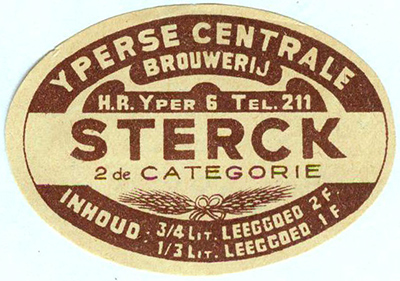 YPERSE CENTRALE
BROUWERIJ
H.R. YPER 6 TEL. 211
STERCK
2de CATEGORIE
INHOUD : 3/4 LIT. LEEGGOED 2 F.
1/3 LIT. LEEGGOED 1 F